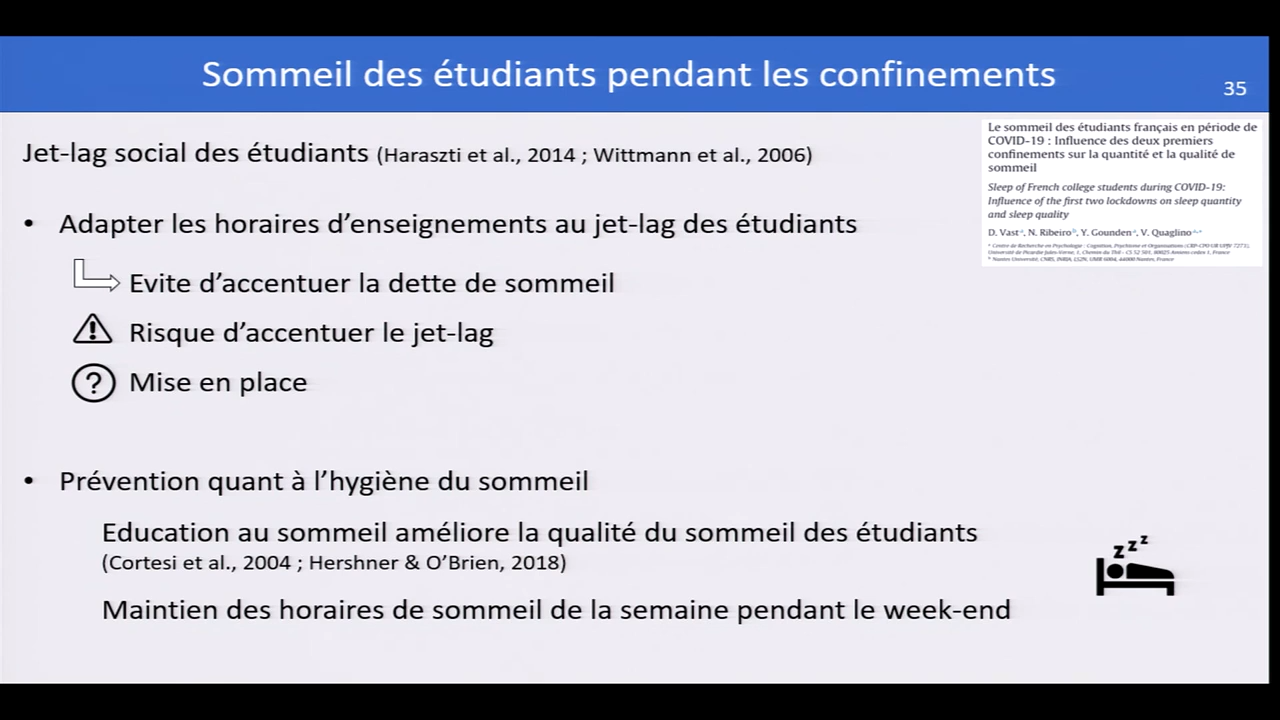 Sommeil des étudiants pendant les confinements
35
Jet-lag social des étudiants (Haraszti et al., 2014 ; Wittmann et al., 2006)
Le sommeil des étudiants français en période de
COVID-19 : Influence des deux premiers
confinements sur la quantité et la qualité de
sommeil
Sleep of French college students during COVID-19:
Influence of the first two lockdowns on sleep quantity
and sleep quality
D. Vast a, N. Ribeiro b, Y. Gounden a, V. Quaglino a,*
• Adapter les horaires d’enseignements au jet-lag des étudiants
Evite d’accentuer la dette de sommeil
Risque d’accentuer le jet-lag
? Mise en place
• Prévention quant à l’hygiène du sommeil
Education au sommeil améliore la qualité du sommeil des étudiants
(Cortesi et al., 2004 ; Hershner & O’Brien, 2018)
Maintien des horaires de sommeil de la semaine pendant le week-end
z z z